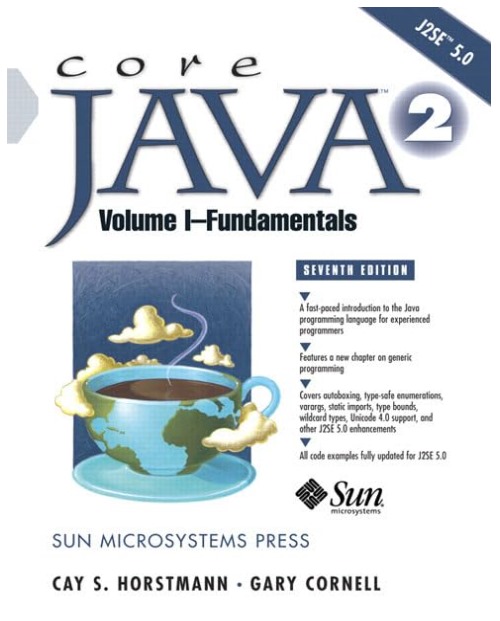 J2SE™ 5.0
core
JAVA™ 2
Volume I–Fundamentals
SEVENTH EDITION
A fast-paced introduction to the Java
programming language for experienced
programmers
Features a new chapter on generic
programming
Covers autoboxing, type-safe enumerations,
varargs, static imports, type bounds,
wildcard types, Unicode 4.0 support, and
other J2SE 5.0 enhancements
All code examples fully updated for J2SE 5.0
Sun
microsystems
SUN MICROSYSTEMS PRESS
CAY S. HORSTMANN • GARY CORNELL